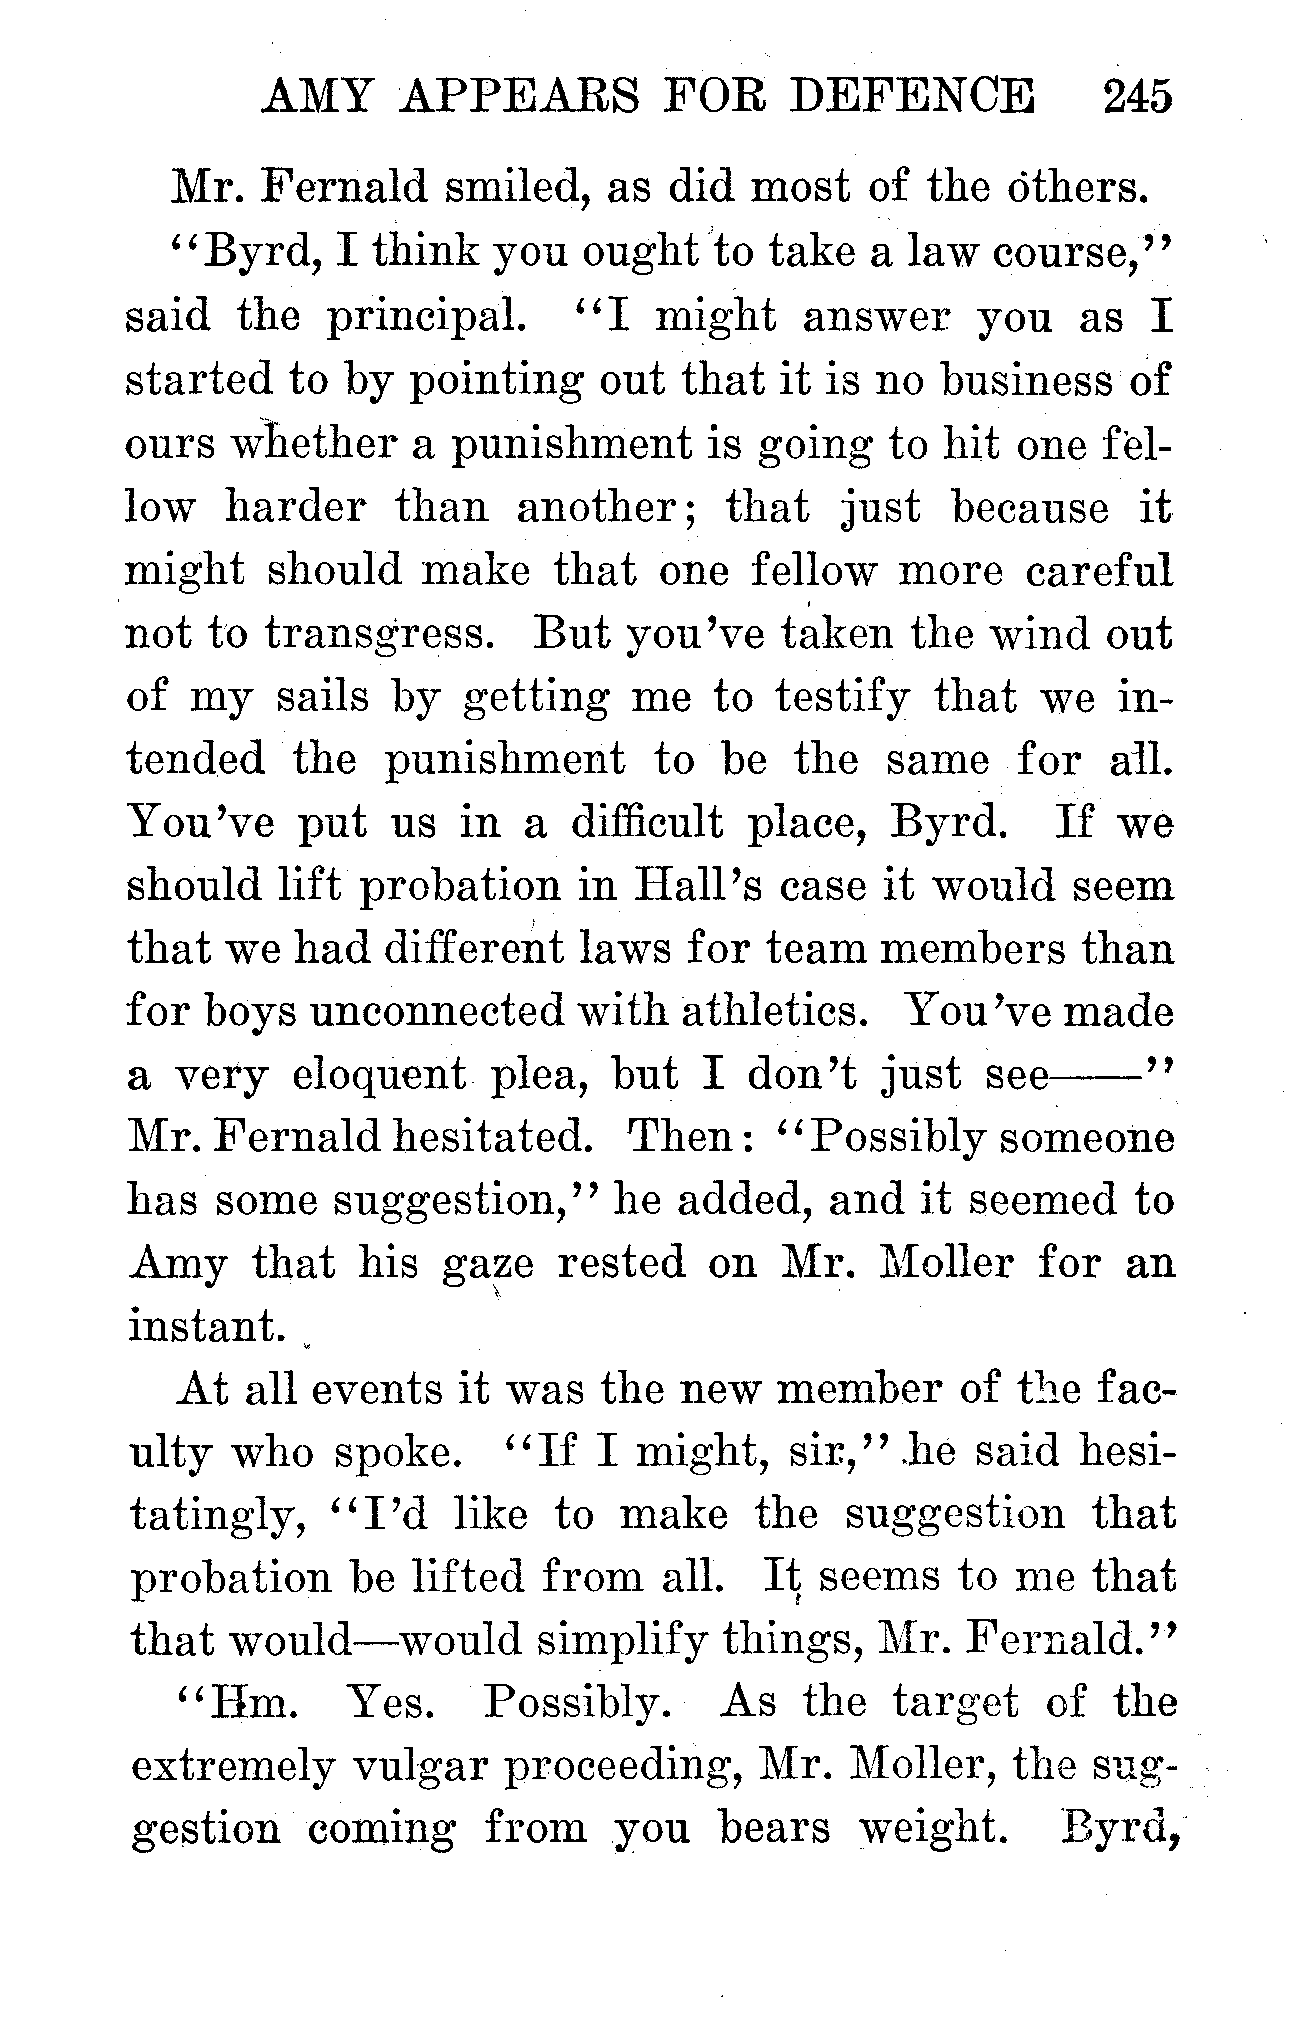 AMY APPEARS FOR DEFENCE 245
Mr. Fernald smiled, as did most of the others.
"Byrd, I think you ought to take a law course,"
said the principal. "I might answer you as I
started to by pointing out that it is no business of
ours whether a punishment is going to hit one fel-
low harder than another; that just because it
might should make that one fellow more careful
not to transgress. But you've taken the wind out
of my sails by getting me to testify that we in-
tended the punishment to be the same for all.
You've put us in a difficult place, Byrd. If we
should lift probation in Hall's case it would seem
that we had different laws for team members than
for boys unconnected with athletics. You've made
a very eloquent plea, but I don't just see——"
Mr. Fernald hesitated. Then: "Possibly someone
has some suggestion," he added, and it seemed to
Amy that his gaze rested on Mr. Moller for an
instant.
At all events it was the new member of the fac-
ulty who spoke. "If I might, sir," he said hesi-
tatingly, "I'd like to make the suggestion that
probation be lifted from all. It seems to me that
that would—would simplify things, Mr. Fernald."
"Hm. Yes. Possibly. As the target of the
extremely vulgar proceeding, Mr. Moller, the sug-
gestion coming from you bears weight. Byrd,